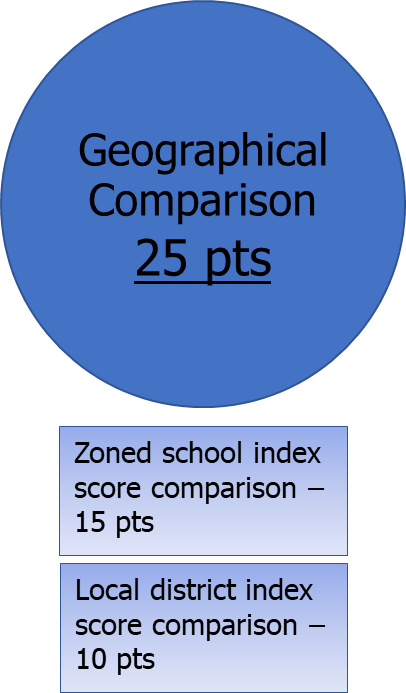 Geographical
Comparison
25 pts
Zoned school index
score comparison –
15 pts
Local district index
score comparison –
10 pts